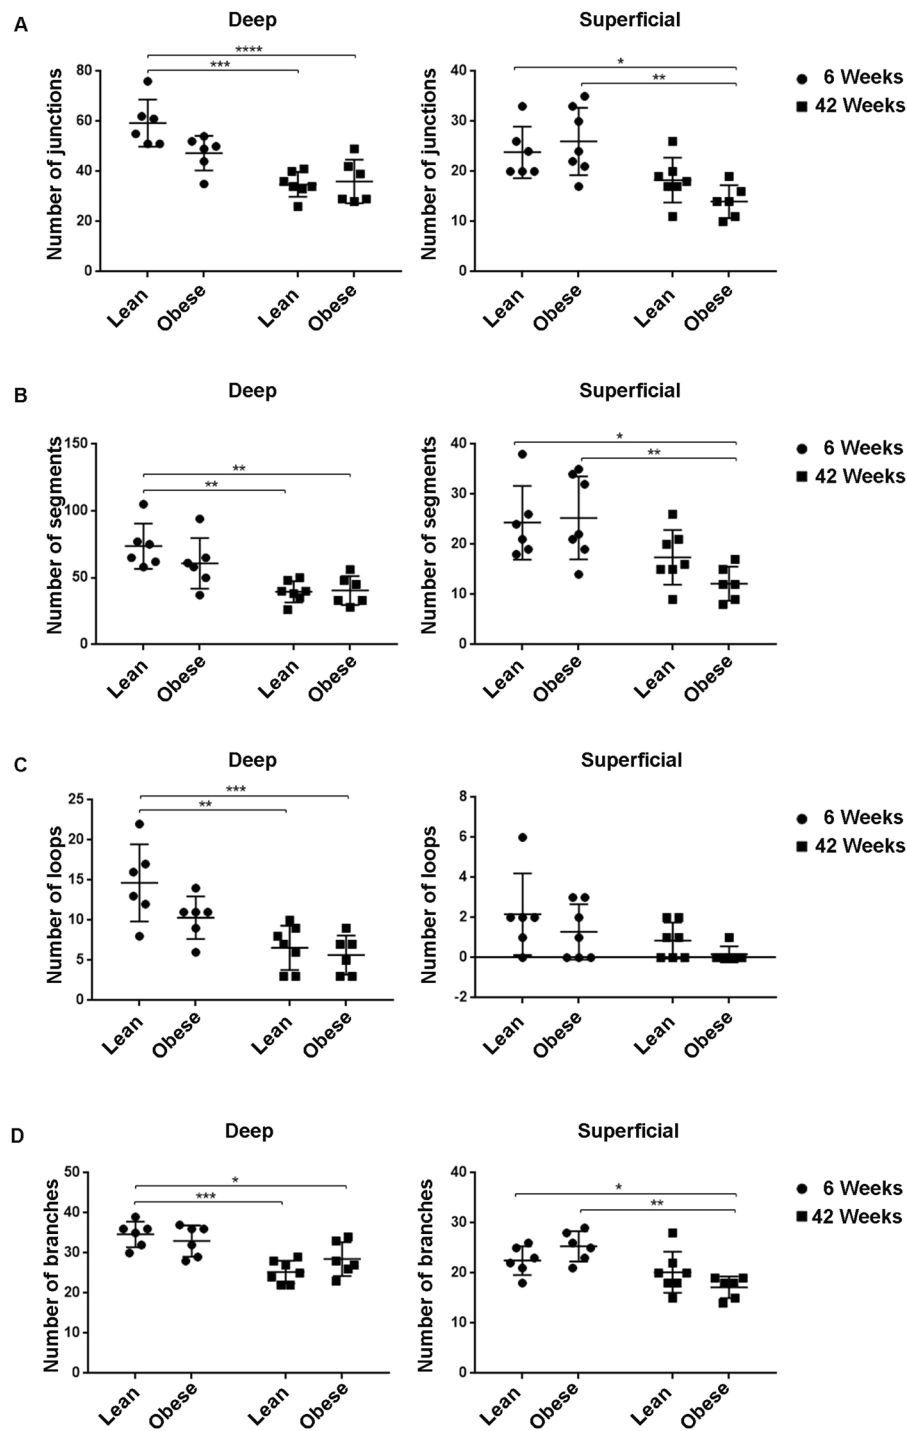 A
Deep
Superficial
****
***
*
**
Number of junctions
80
60
40
20
0
Lean
Obese
Lean
Obese
Number of junctions
40
30
20
10
0
Lean
Obese
Lean
Obese
6 Weeks
42 Weeks
B
Deep
Superficial
**
**
*
**
Number of segments
150
100
50
0
Lean
Obese
Lean
Obese
Number of segments
40
30
20
10
0
Lean
Obese
Lean
Obese
6 Weeks
42 Weeks
C
Deep
Superficial
***
**
Number of loops
25
20
15
10
5
0
Lean
Obese
Lean
Obese
Number of loops
8
6
4
2
0
-2
Lean
Obese
Lean
Obese
6 Weeks
42 Weeks
D
Deep
Superficial
*
***
*
**
Number of branches
50
40
30
20
10
0
Lean
Obese
Lean
Obese
Number of branches
40
30
20
10
0
Lean
Obese
Lean
Obese
6 Weeks
42 Weeks